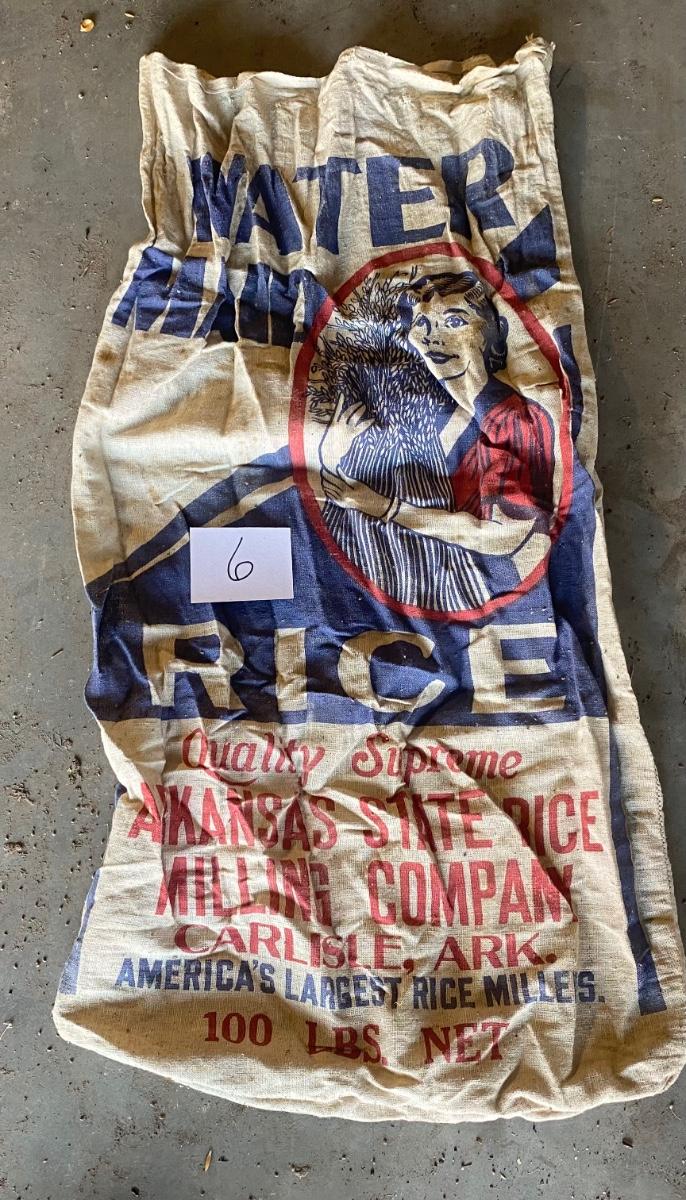 WATER
MAID
6
RICE
Quality Supreme
ARKANSAS STATE RICE
MILLING COMPANY
CARLISLE, ARK.
AMERICA'S LARGEST RICE MILLERS.
100 LBS. NET